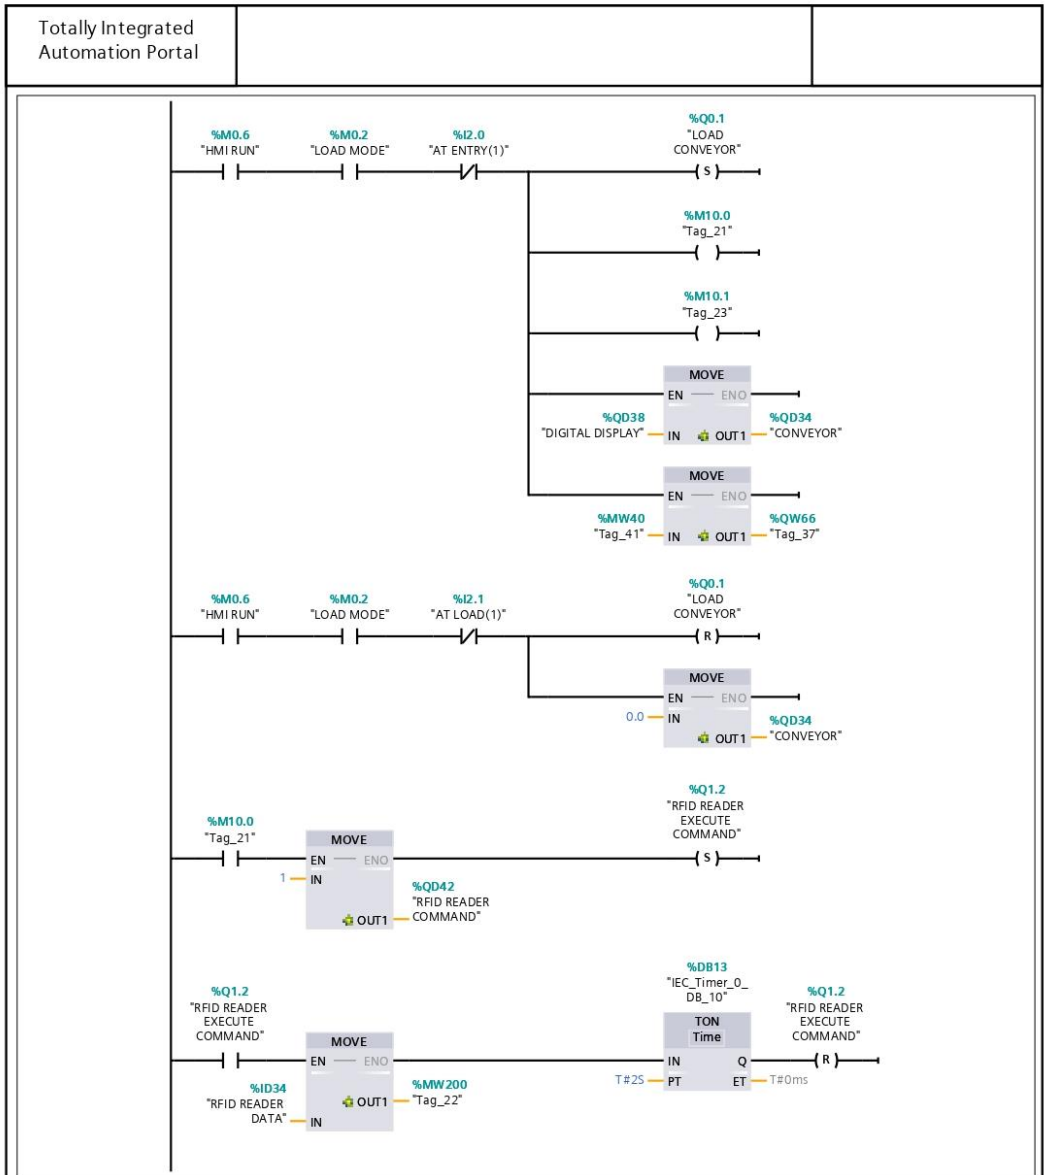 Totally Integrated
Automation Portal
%M0.6
"HMI RUN"
%M0.2
"LOAD MODE"
%I2.0
"AT ENTRY(1)"
%Q0.1
"LOAD
CONVEYOR"
S
%M10.0
"Tag_21"
%M10.1
"Tag_23"
MOVE
EN ENO
%QD38
"DIGITAL DISPLAY"
IN OUT1
%QD34
"CONVEYOR"
MOVE
EN ENO
%MW40
"Tag_41"
IN OUT1
%QW66
"Tag_37"
%M0.6
"HMI RUN"
%M0.2
"LOAD MODE"
%I2.1
"AT LOAD(1)"
%Q0.1
"LOAD
CONVEYOR"
R
MOVE
EN ENO
0.0 IN
OUT1
%QD34
"CONVEYOR"
%M10.0
"Tag_21"
MOVE
EN ENO
1 IN
OUT1
%QD42
"RFID READER
COMMAND"
%Q1.2
"RFID READER
EXECUTE
COMMAND"
S
%Q1.2
"RFID READER
EXECUTE
COMMAND"
MOVE
EN ENO
%ID34
"RFID READER
DATA"
IN
OUT1
%MW200
"Tag_22"
%DB13
"IEC_Timer_0_
DB_10"
TON
Time
IN Q
T#2S PT ET T#0ms
%Q1.2
"RFID READER
EXECUTE
COMMAND"
R